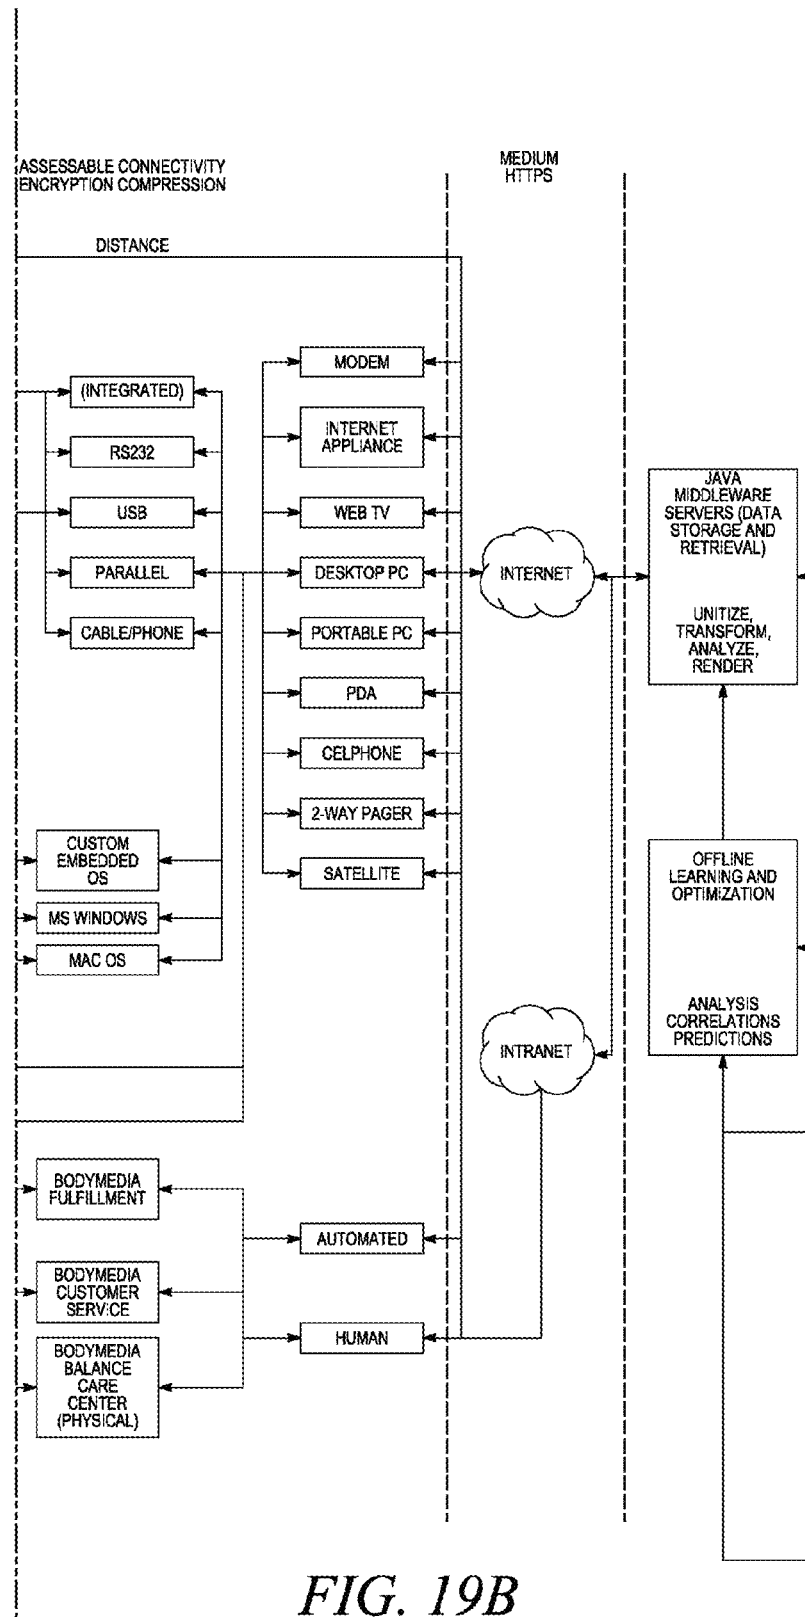 ASSESSABLE CONNECTIVITY
ENCRYPTION COMPRESSION
MEDIUM
HTTPS
DISTANCE
(INTEGRATED)
RS232
USB
PARALLEL
CABLE/PHONE
CUSTOM
EMBEDDED
OS
MS WINDOWS
MAC OS
MODEM
INTERNET
APPLIANCE
WEB TV
DESKTOP PC
PORTABLE PC
PDA
CELPHONE
2-WAY PAGER
SATELLITE
INTERNET
INTRANET
JAVA
MIDDLEWARE
SERVERS (DATA
STORAGE AND
RETRIEVAL)
UNITIZE,
TRANSFORM,
ANALYZE,
RENDER
OFFLINE
LEARNING AND
OPTIMIZATION
ANALYSIS
CORRELATIONS
PREDICTIONS
BODYMEDIA
FULFILLMENT
BODYMEDIA
CUSTOMER
SERVICE
BODYMEDIA
BALANCE
CARE
CENTER
(PHYSICAL)
AUTOMATED
HUMAN
FIG. 19B